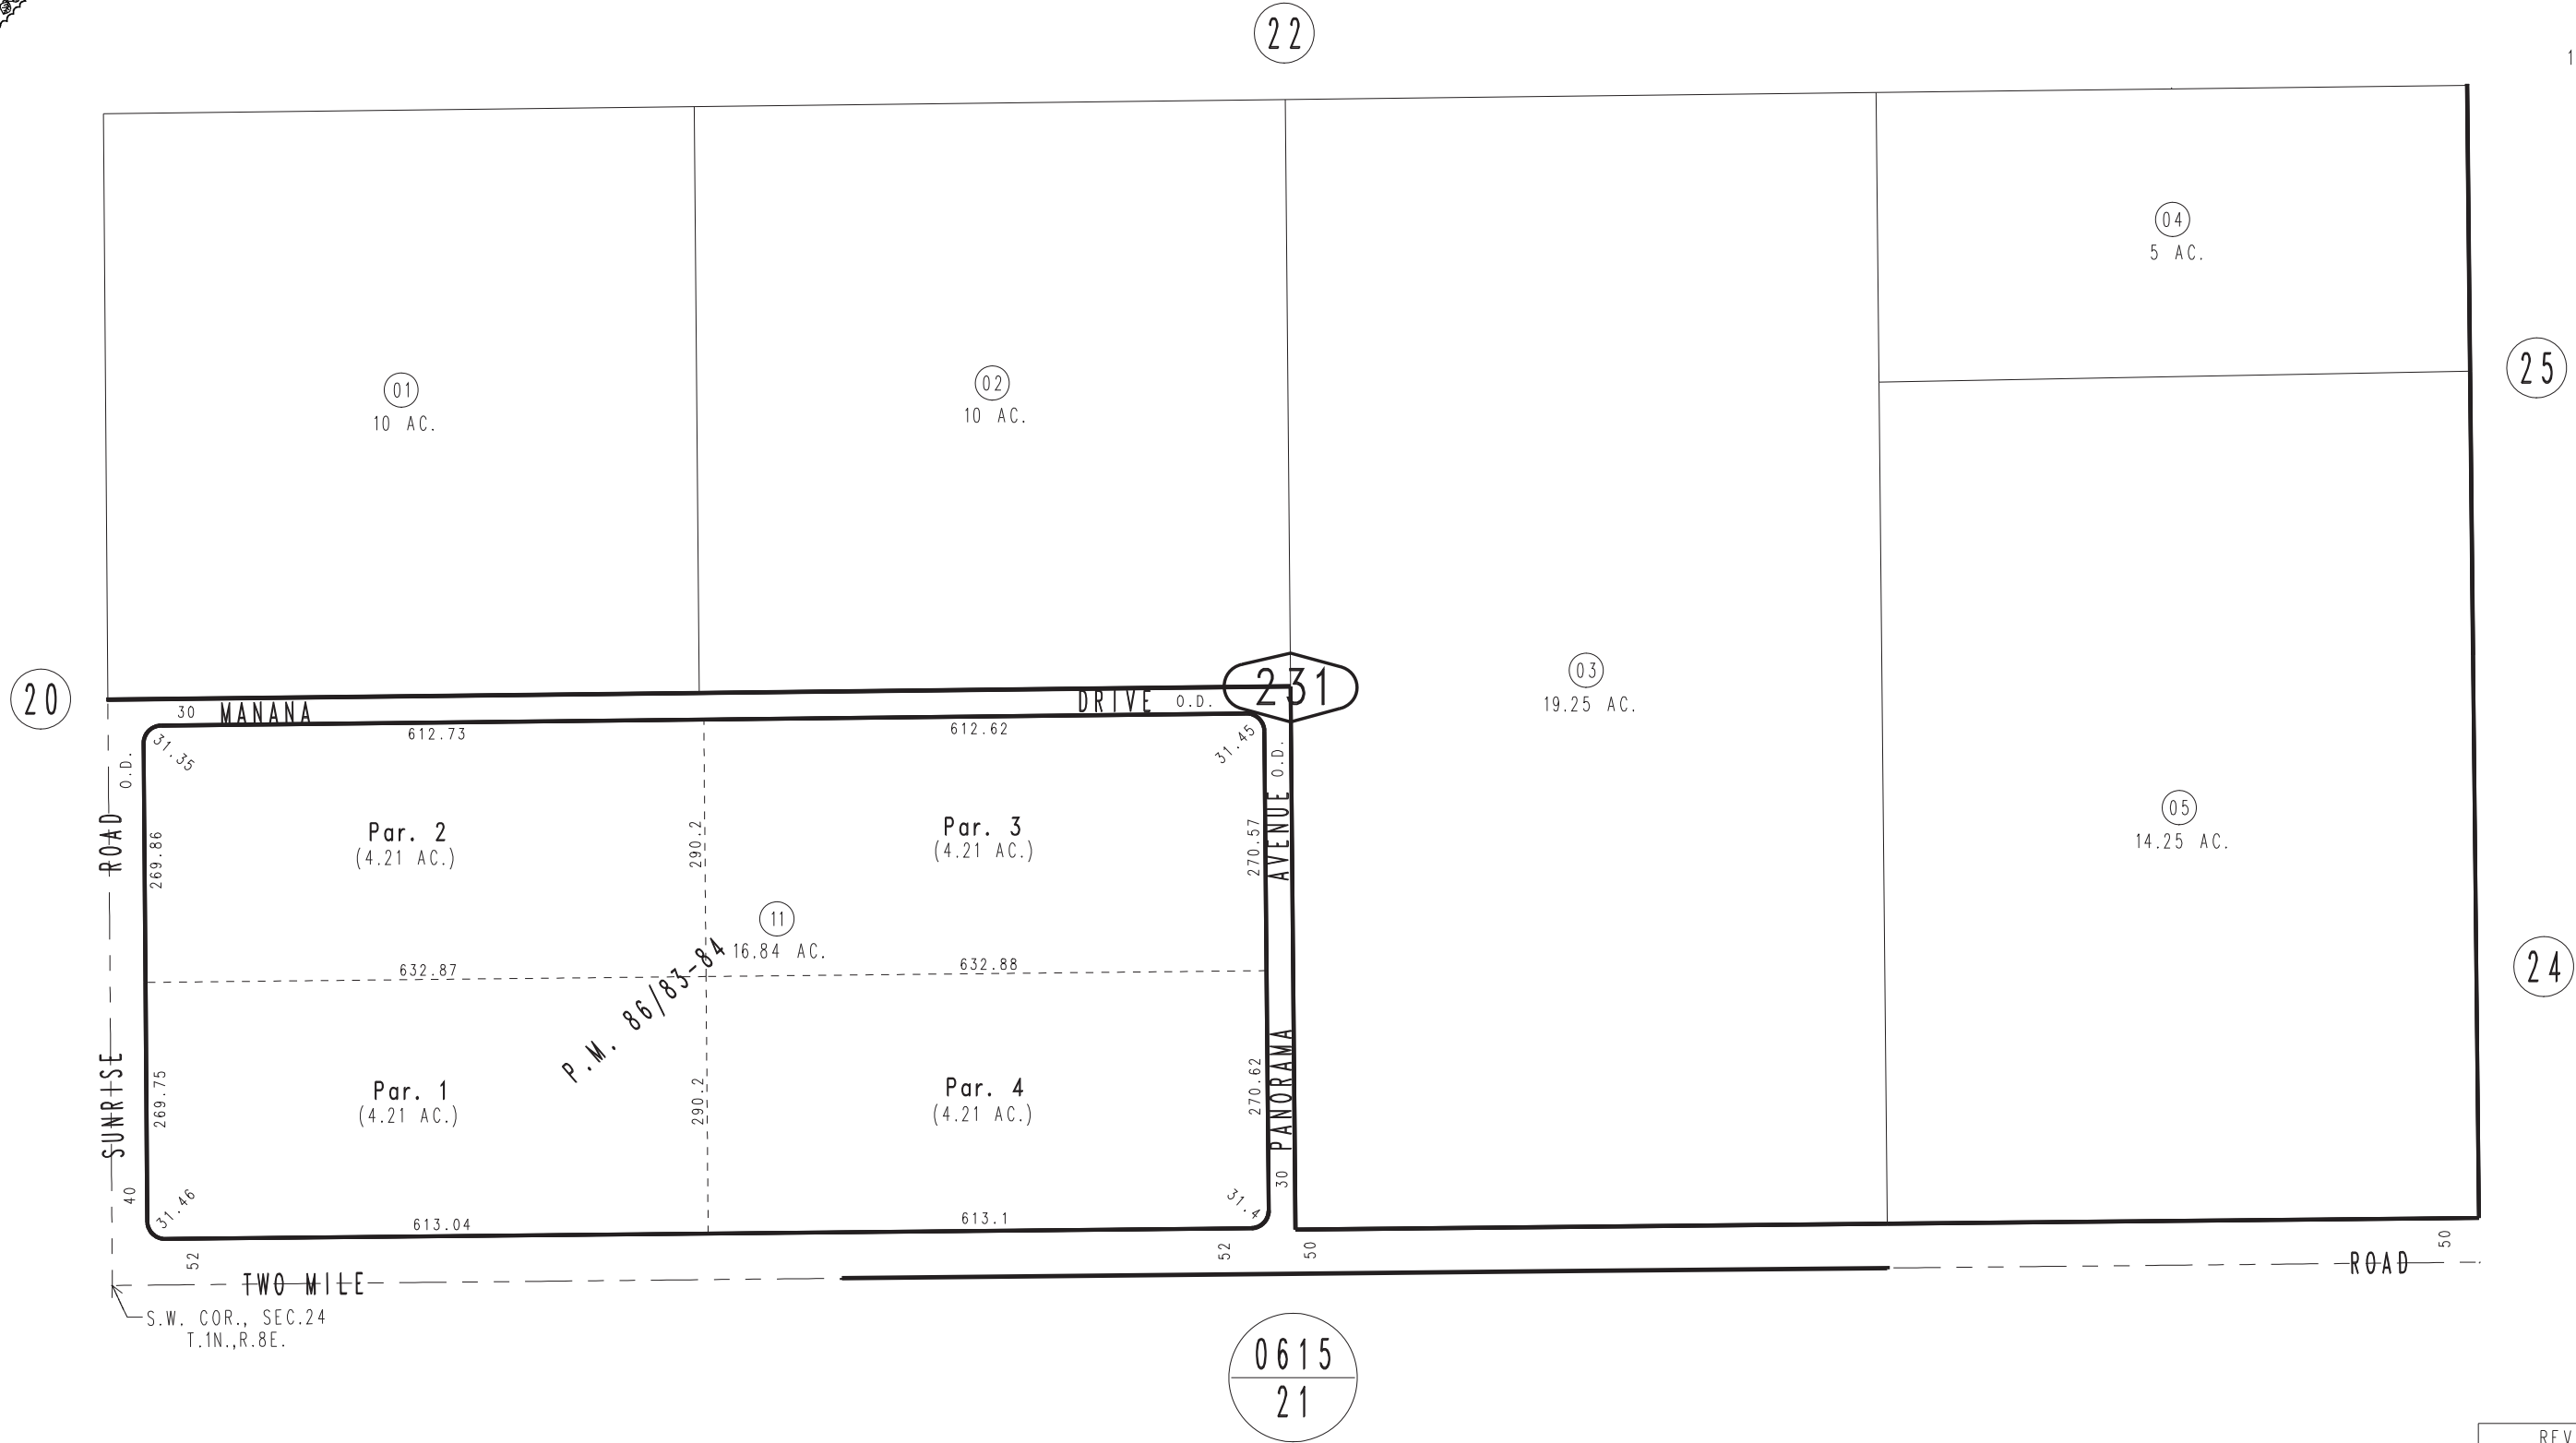 22
1
04
5 AC.
25
01
10 AC.
02
10 AC.
03
19.25 AC.
20
231
30 MANANA DRIVE O.D.
612.73
612.62
31.35
31.45
O.D.
O.D.
SUNRISE ROAD
PANORAMA AVENUE
269.86
Par. 2
(4.21 AC.)
290.2
Par. 3
(4.21 AC.)
270.57
05
14.25 AC.
11
16.84 AC.
632.87
632.88
P.M. 86/83-84
24
269.75
Par. 1
(4.21 AC.)
290.2
Par. 4
(4.21 AC.)
270.62
40
30
31.46
31.4
613.04
613.1
52
52
50
50
TWO MILE ROAD
S.W. COR., SEC.24
T.1N.,R.8E.
0615
21
REV